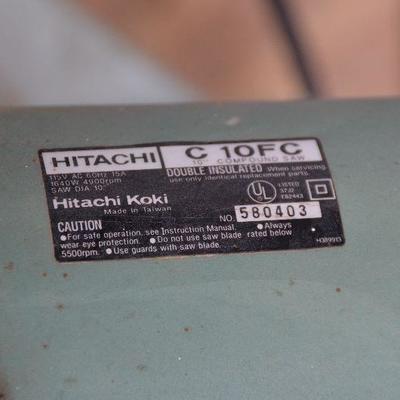 HITACHI
C 10FC
10" COMPOUND SAW
115V AC 60HZ 15A
1640W 4900rpm
SAW DIA. 10"
DOUBLE INSULATED When servicing
use only identical replacement parts.
Hitachi Koki
Made in Taiwan
UL LISTED
NO. 580403
CAUTION
● For safe operation, see Instruction Manual. ● Always
wear eye protection. ● Do not use saw blade rated below
5500rpm. ● Use guards with saw blade.